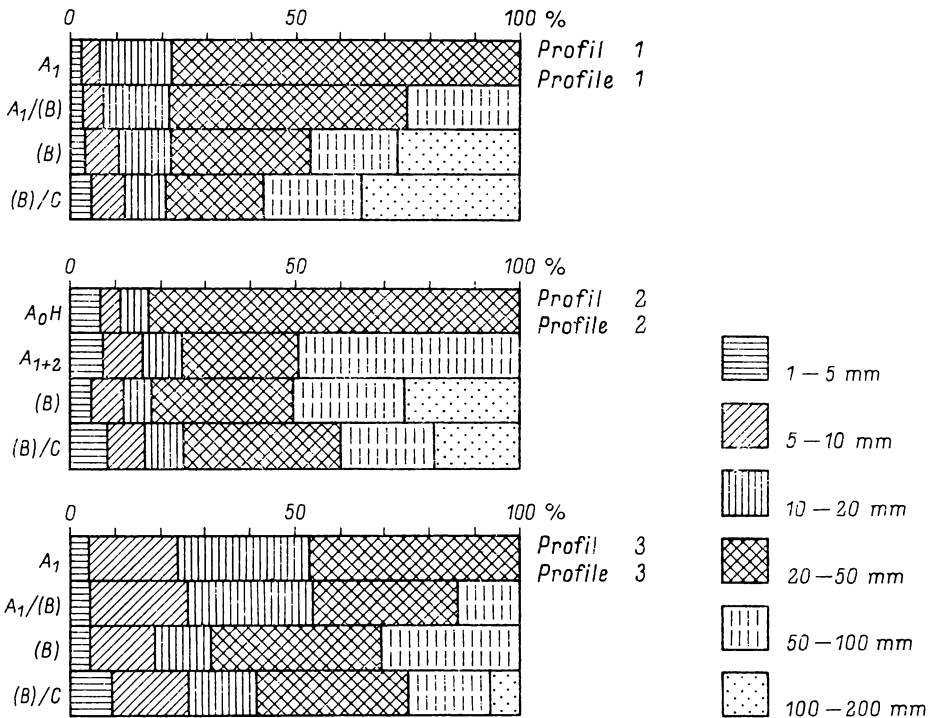 0 50 100 %
Profil 1
A₁
Profile 1
A₁/(B)
(B)
(B)/C
0 50 100 %
Profil 2
A₀H
Profile 2
A₁₊₂
(B)
(B)/C
0 50 100 %
Profil 3
A₁
Profile 3
A₁/(B)
(B)
(B)/C
1–5 mm
5–10 mm
10–20 mm
20–50 mm
50–100 mm
100–200 mm